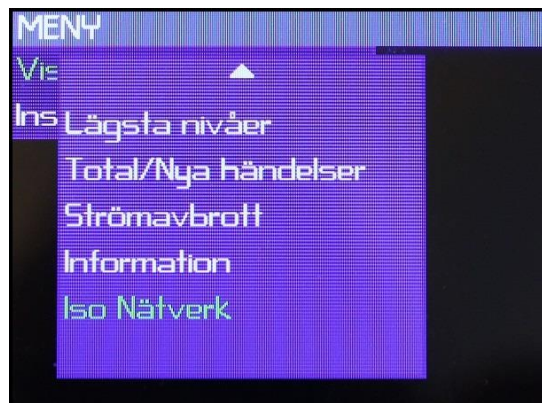 MENY
Vis
Ins
Lägsta nivåer
Total/Nya händelser
Strömavbrott
Information
Iso Nätverk